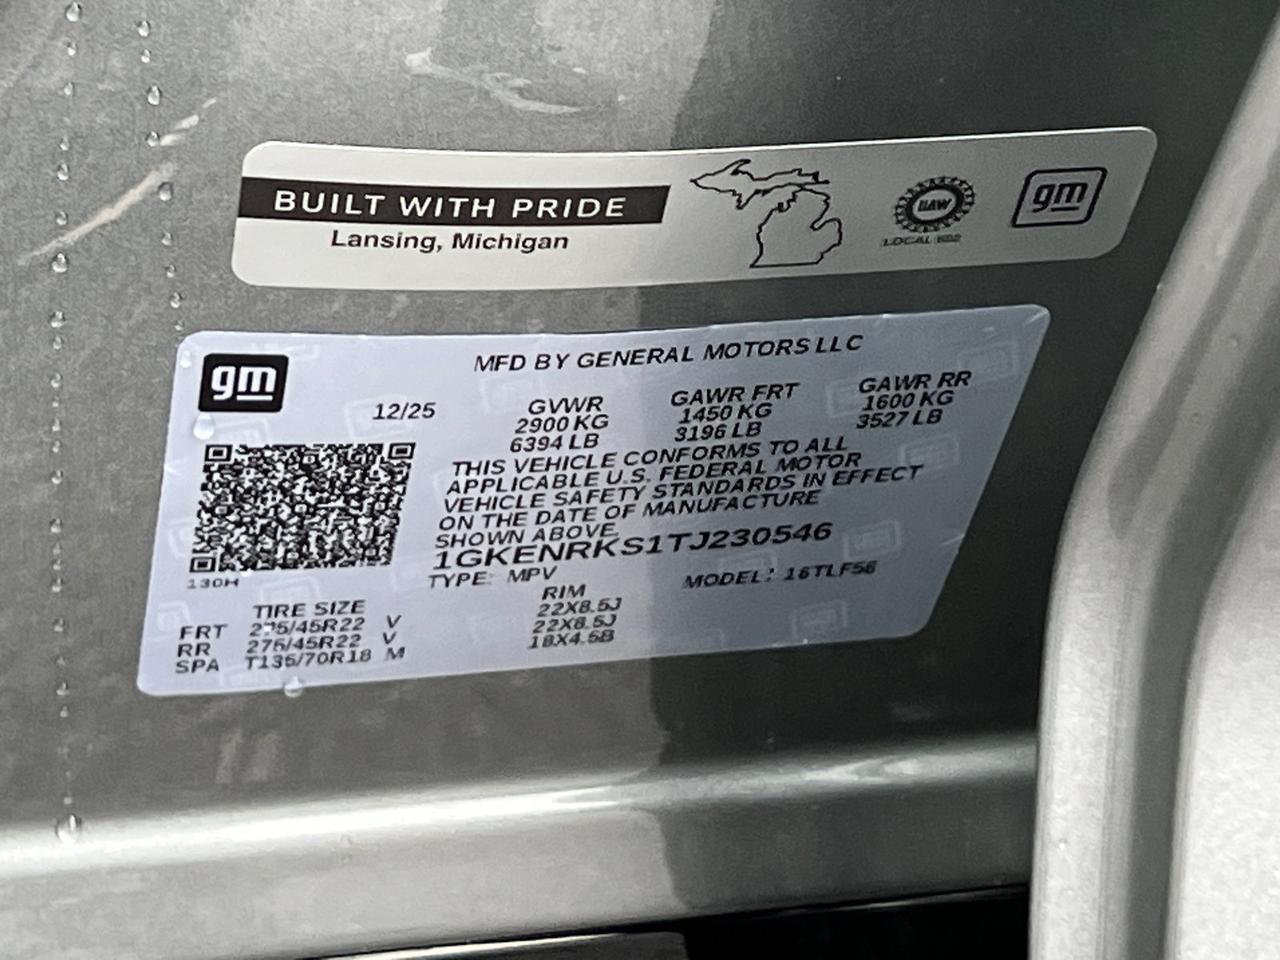 BUILT WITH PRIDE
Lansing, Michigan
UAW
LOCAL 602
gm
gm
MFD BY GENERAL MOTORS LLC
12/25
GVWR
2900 KG
6394 LB
GAWR FRT
1450 KG
3196 LB
GAWR RR
1600 KG
3527 LB
THIS VEHICLE CONFORMS TO ALL
APPLICABLE U.S. FEDERAL MOTOR
VEHICLE SAFETY STANDARDS IN EFFECT
ON THE DATE OF MANUFACTURE
SHOWN ABOVE.
1GKENRKS1TJ230546
TYPE: MPV
MODEL: 16TLF56
130H
TIRE SIZE
RIM
FRT 275/45R22 V 22X8.5J
RR 275/45R22 V 22X8.5J
SPA T135/70R18 M 18X4.5B